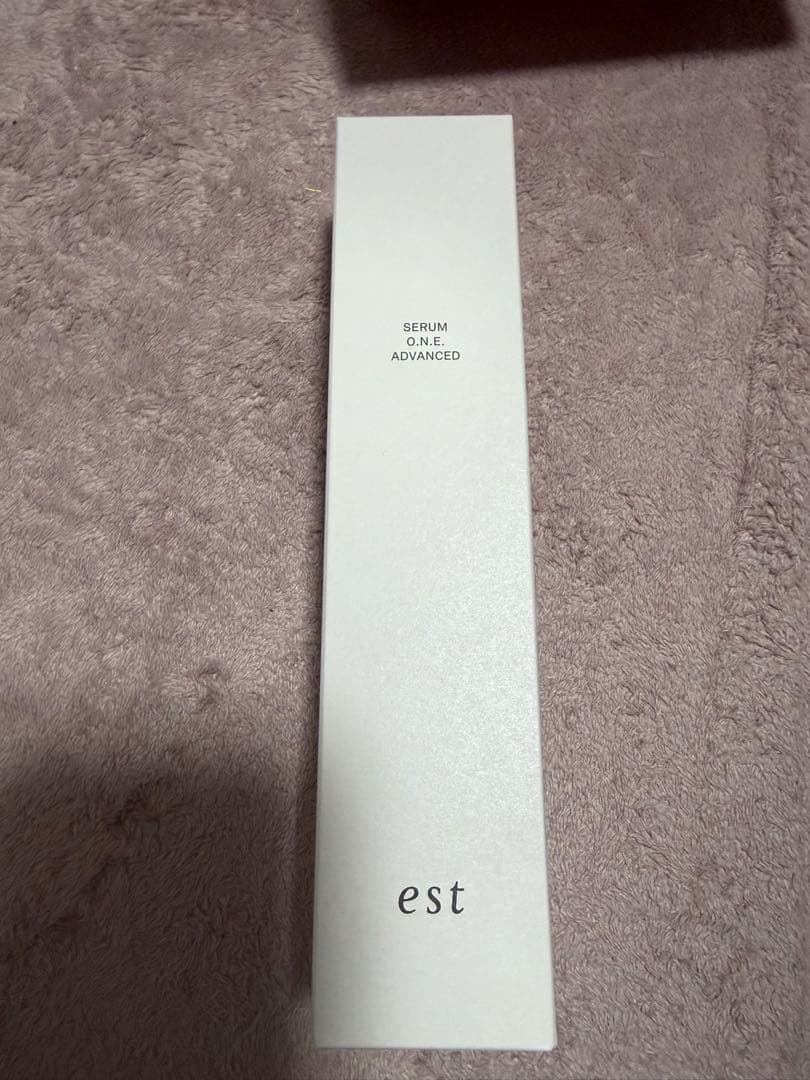 SERUM
O.N.E.
ADVANCED
est